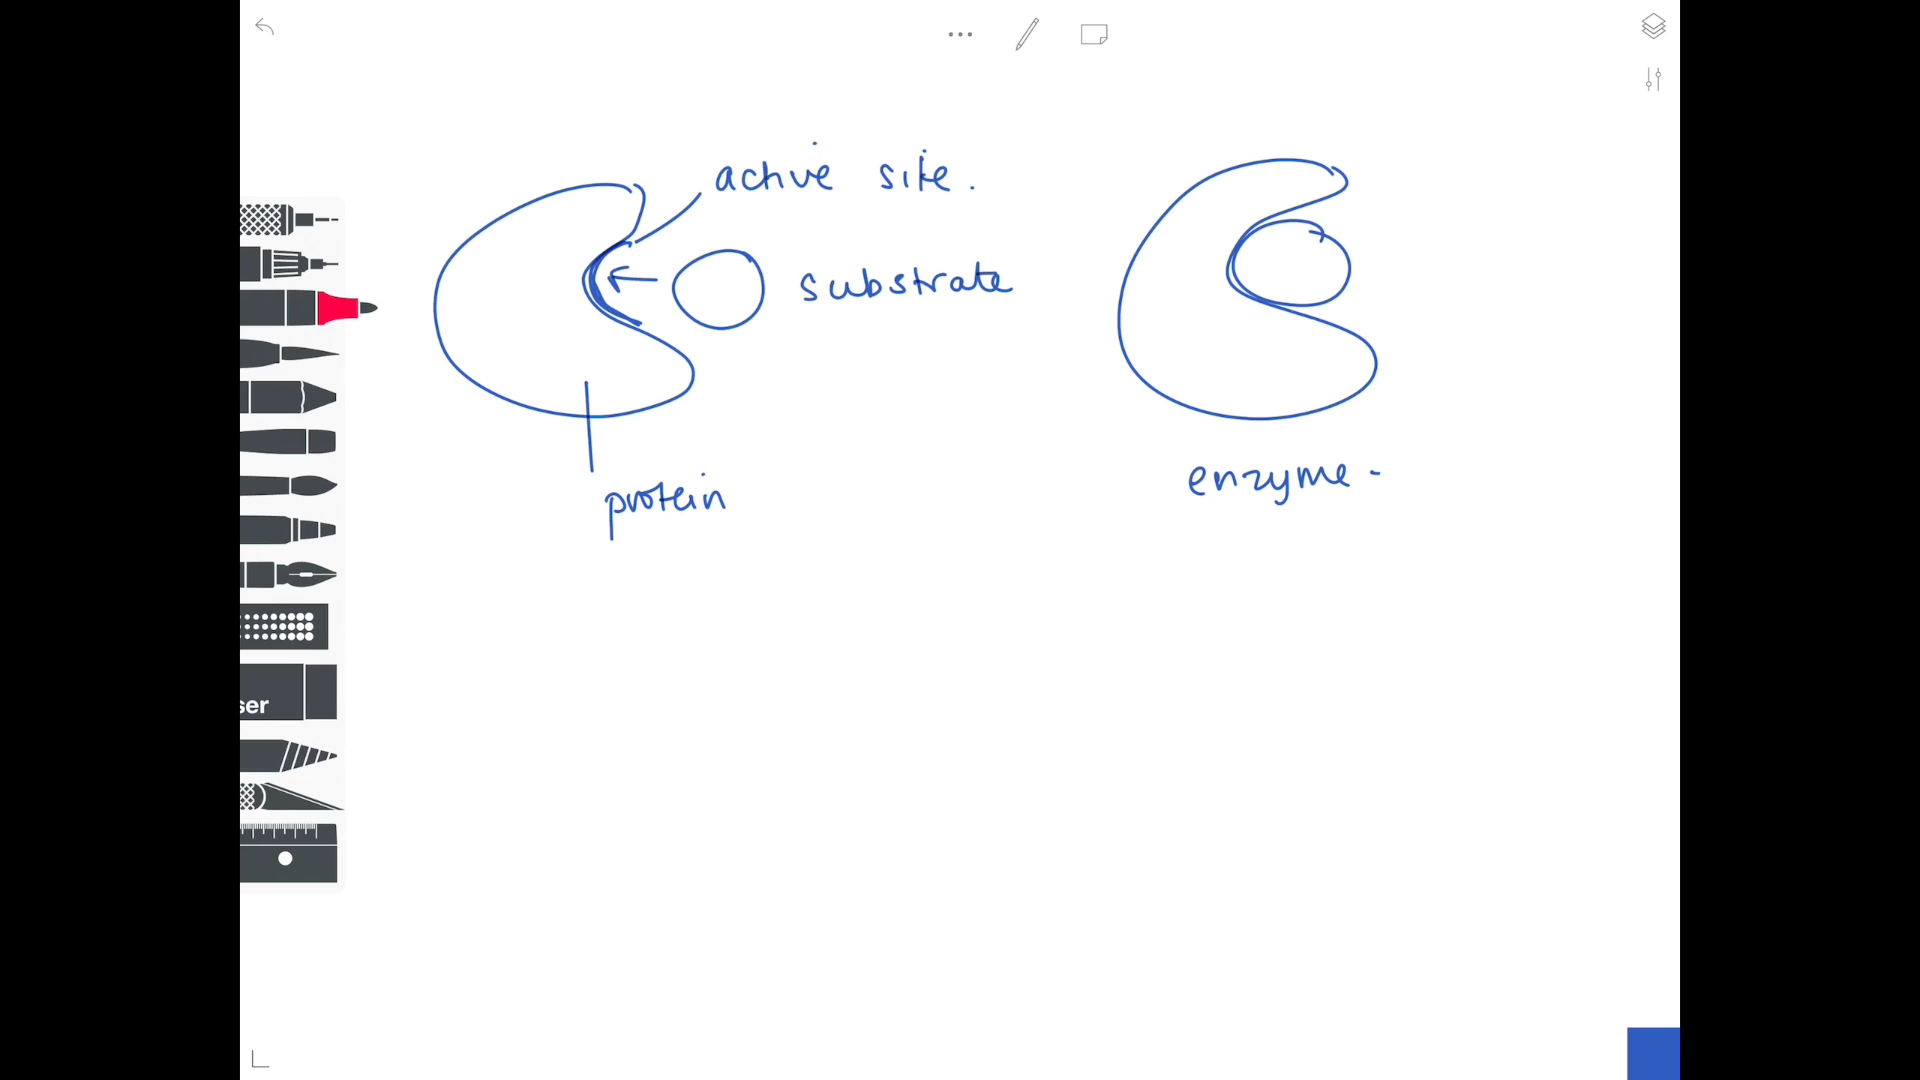 active site.
substrate
protein
enzyme -
ser